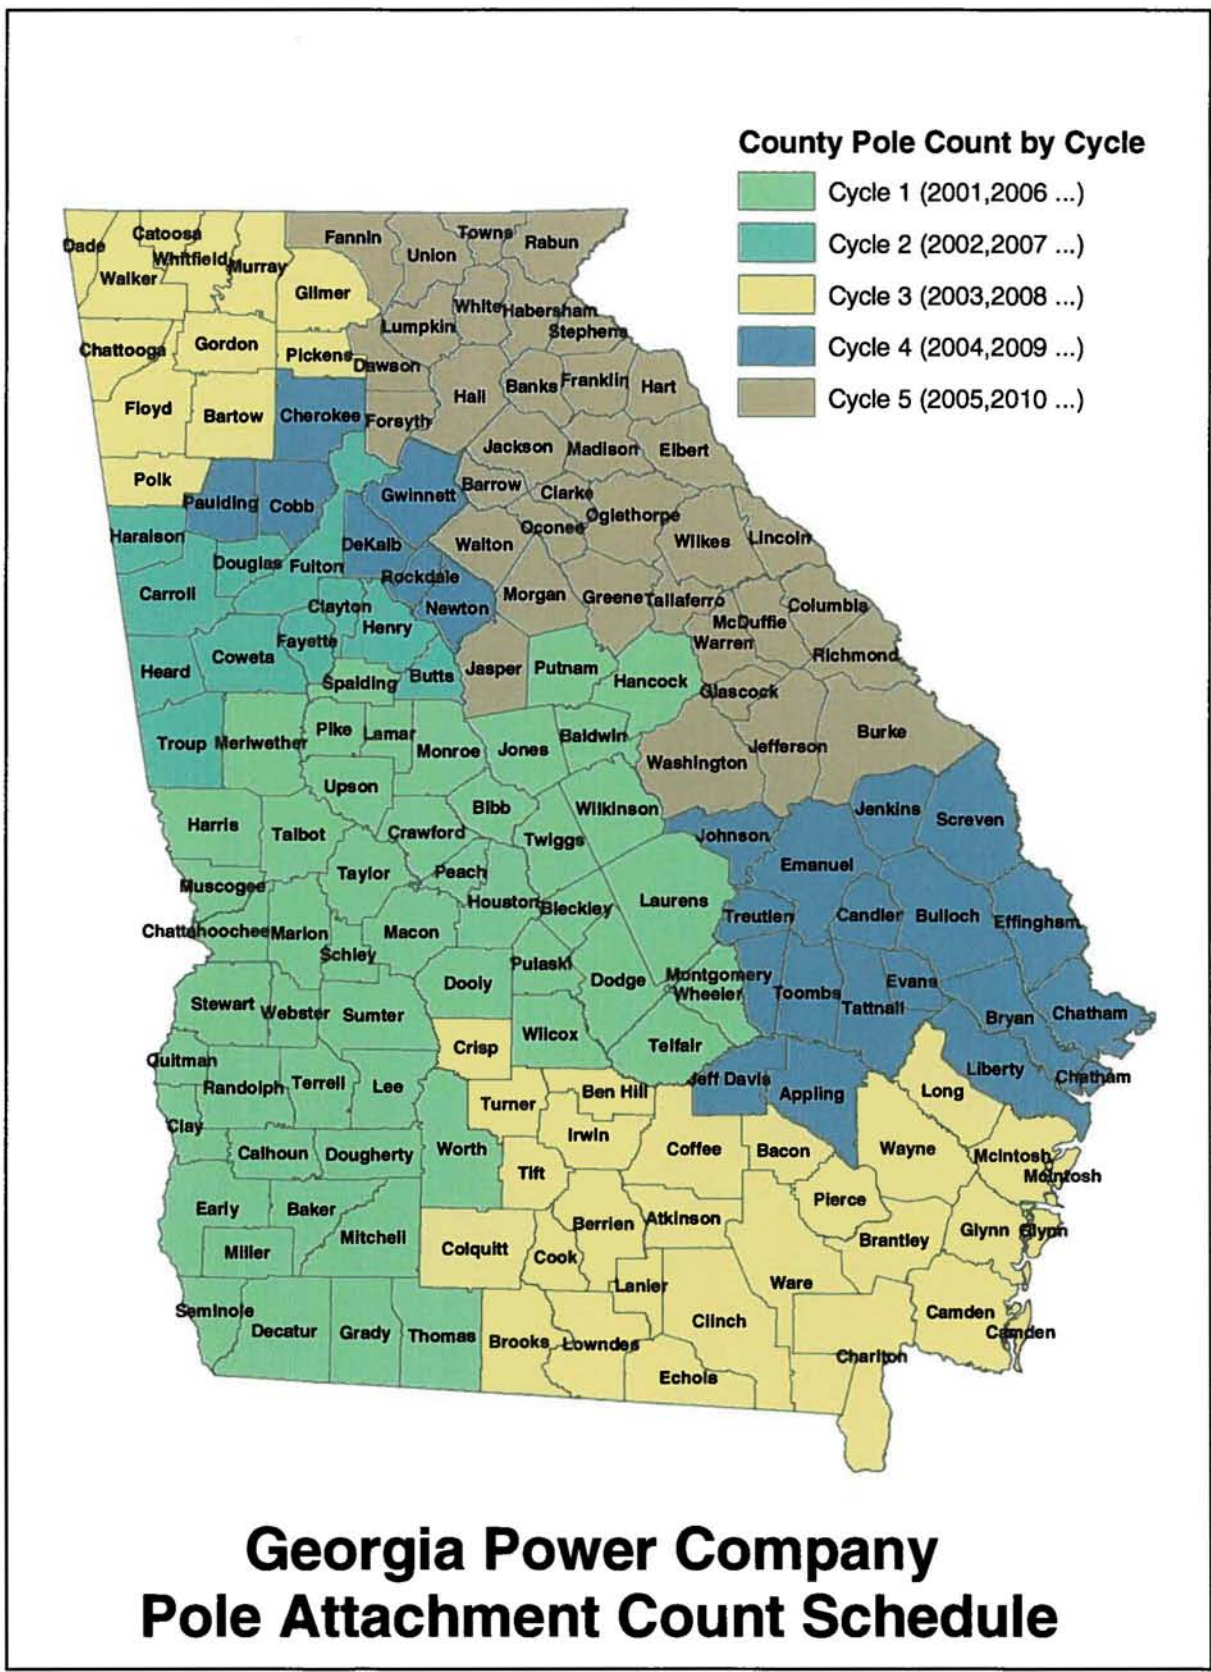 County Pole Count by Cycle
Cycle 1 (2001,2006 ...)
Cycle 2 (2002,2007 ...)
Cycle 3 (2003,2008 ...)
Cycle 4 (2004,2009 ...)
Cycle 5 (2005,2010 ...)
Dade
Catoosa
Whitfield
Murray
Walker
Fannin
Union
Towns
Rabun
Gilmer
White
Habersham
Stephens
Lumpkin
Chattooga
Gordon
Pickens
Dawson
Hall
Banks
Franklin
Hart
Floyd
Bartow
Cherokee
Forsyth
Jackson
Madison
Elbert
Polk
Paulding
Cobb
Gwinnett
Barrow
Clarke
Oglethorpe
Oconee
Wilkes
Lincoln
Haralson
Douglas
Fulton
DeKalb
Walton
Rockdale
Carroll
Clayton
Newton
Morgan
Greene
Taliaferro
Columbia
McDuffie
Warren
Richmond
Henry
Fayette
Coweta
Heard
Spalding
Butts
Jasper
Putnam
Hancock
Glascock
Troup
Meriwether
Pike
Lamar
Monroe
Jones
Baldwin
Washington
Jefferson
Burke
Upson
Bibb
Wilkinson
Harris
Talbot
Crawford
Twiggs
Johnson
Jenkins
Screven
Muscogee
Taylor
Peach
Houston
Bleckley
Laurens
Emanuel
Treutlen
Candler
Bulloch
Effingham
Chattahoochee
Marion
Schley
Macon
Pulaski
Dooly
Dodge
Montgomery
Wheeler
Toombs
Tattnall
Evans
Bryan
Chatham
Stewart
Webster
Sumter
Wilcox
Telfair
Crisp
Quitman
Randolph
Terrell
Lee
Turner
Ben Hill
Jeff Davis
Appling
Liberty
Chatham
Long
Clay
Calhoun
Dougherty
Worth
Irwin
Coffee
Bacon
Wayne
McIntosh
McIntosh
Tift
Early
Baker
Mitchell
Miller
Pierce
Berrien
Atkinson
Brantley
Glynn
Glynn
Colquitt
Cook
Lanier
Ware
Clinch
Camden
Camden
Seminole
Decatur
Grady
Thomas
Brooks
Lowndes
Echols
Charlton
Georgia Power Company
Pole Attachment Count Schedule